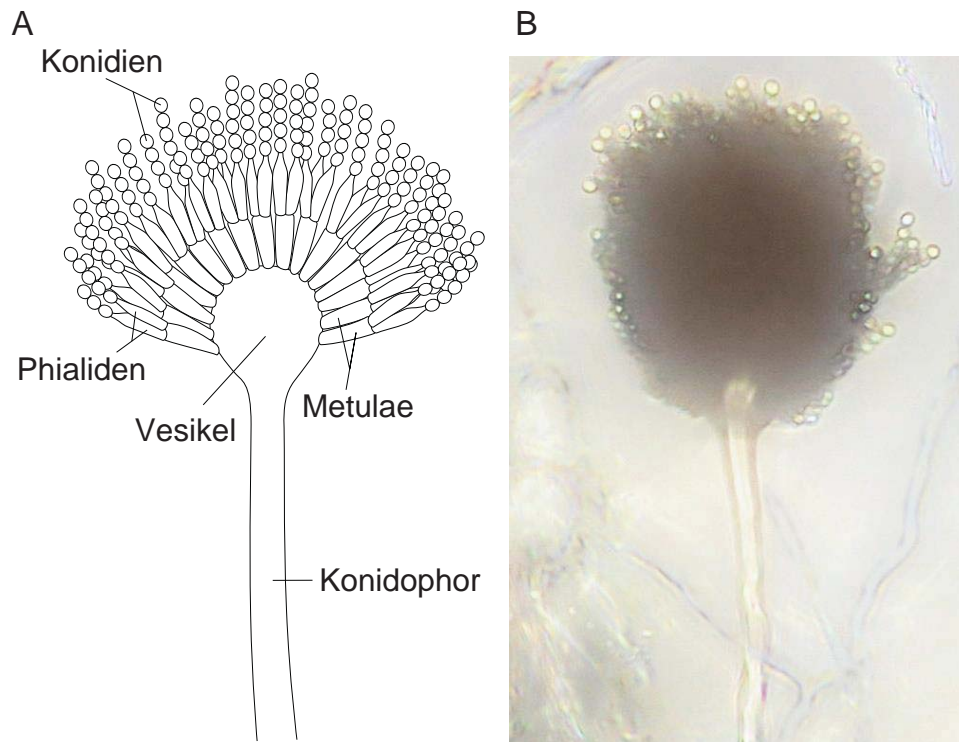 A
B
Konidien
Phialiden
Vesikel
Metulae
Konidophor